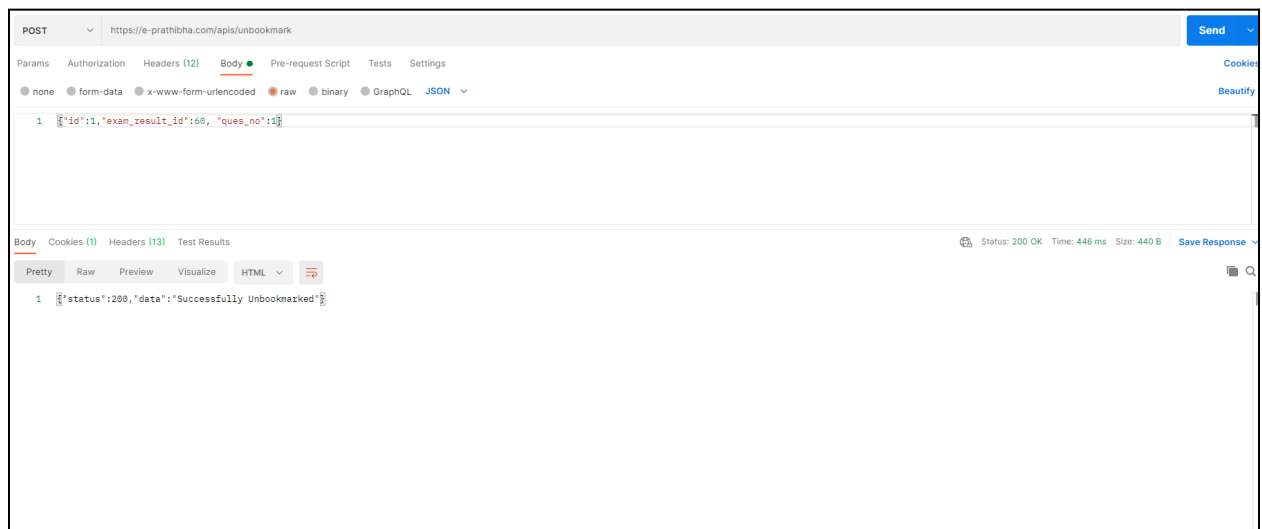 POST https://e-prathibha.com/apis/unbookmark Send
Params Authorization Headers (12) Body Pre-request Script Tests Settings Cookies
none form-data x-www-form-urlencoded raw binary GraphQL JSON Beautify
1 {"id":1,"exam_result_id":60, "ques_no":1}
Body Cookies (1) Headers (13) Test Results Status: 200 OK Time: 446 ms Size: 440 B Save Response
Pretty Raw Preview Visualize HTML
1 {"status":200,"data":"Successfully Unbookmarked"}